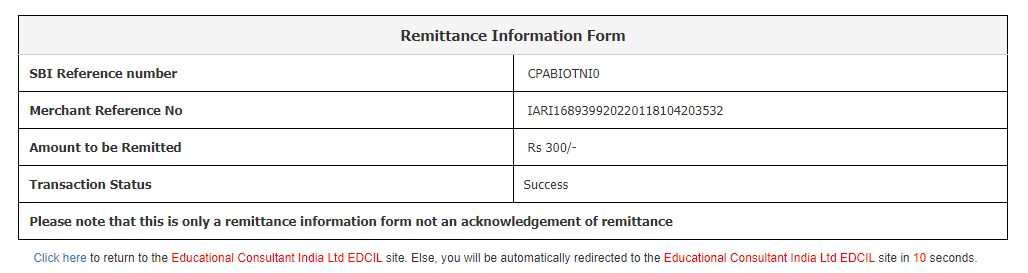 Remittance Information Form
SBI Reference number CPABIOTNI0
Merchant Reference No IARI168939920220118104203532
Amount to be Remitted Rs 300/-
Transaction Status Success
Please note that this is only a remittance information form not an acknowledgement of remittance
Click here to return to the Educational Consultant India Ltd EDCIL site. Else, you will be automatically redirected to the Educational Consultant India Ltd EDCIL site in 10 seconds.